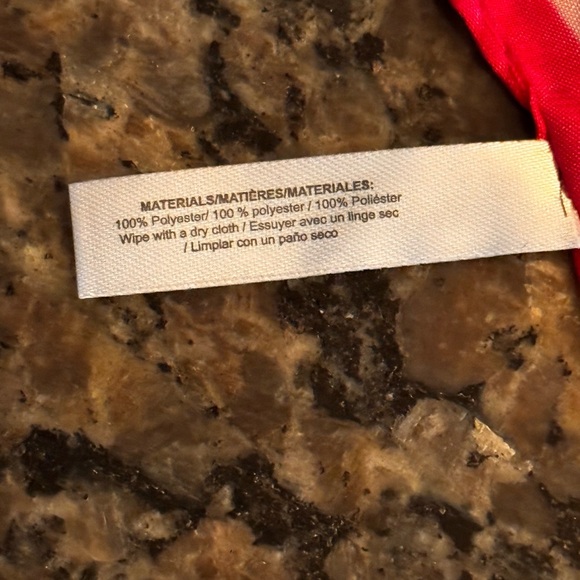 MATERIALS/MATIÈRES/MATERIALES:
100% Polyester/ 100 % polyester / 100% Poliéster
Wipe with a dry cloth / Essuyer avec un linge sec
/ Limpiar con un paño seco